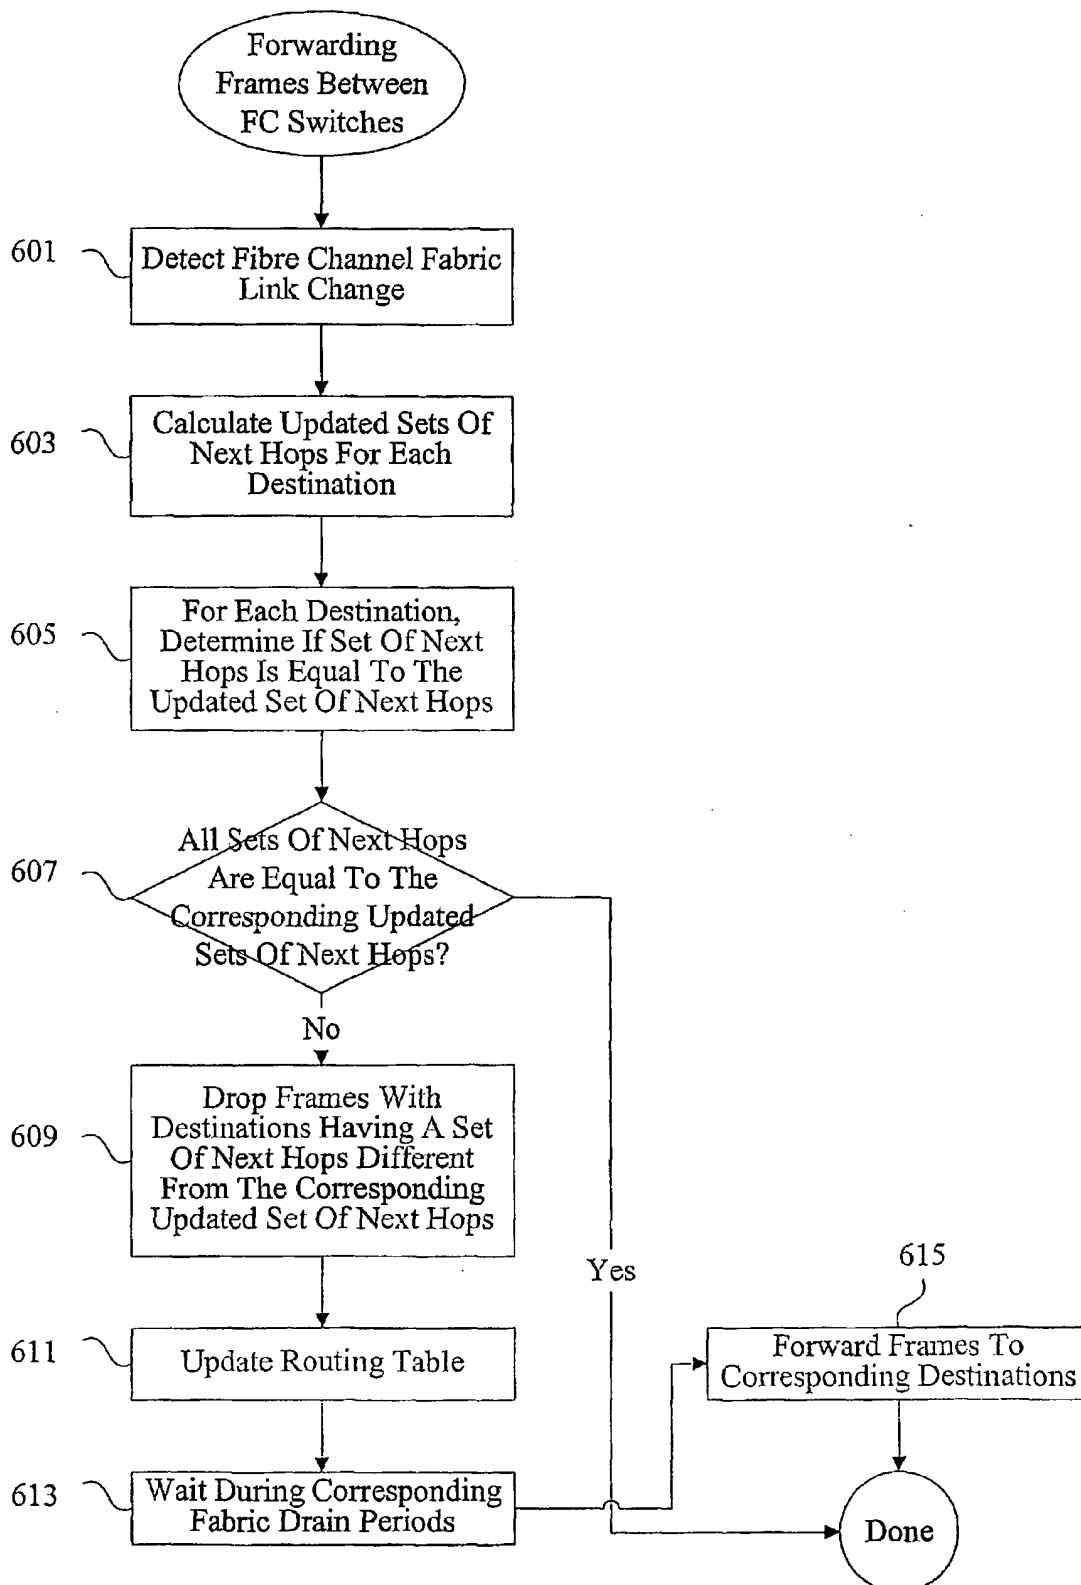 Forwarding
Frames Between
FC Switches
601
Detect Fibre Channel Fabric
Link Change
603
Calculate Updated Sets Of
Next Hops For Each
Destination
605
For Each Destination,
Determine If Set Of Next
Hops Is Equal To The
Updated Set Of Next Hops
607
All Sets Of Next Hops
Are Equal To The
Corresponding Updated
Sets Of Next Hops?
No
609
Drop Frames With
Destinations Having A Set
Of Next Hops Different
From The Corresponding
Updated Set Of Next Hops
Yes
611
Update Routing Table
613
Wait During Corresponding
Fabric Drain Periods
615
Forward Frames To
Corresponding Destinations
Done